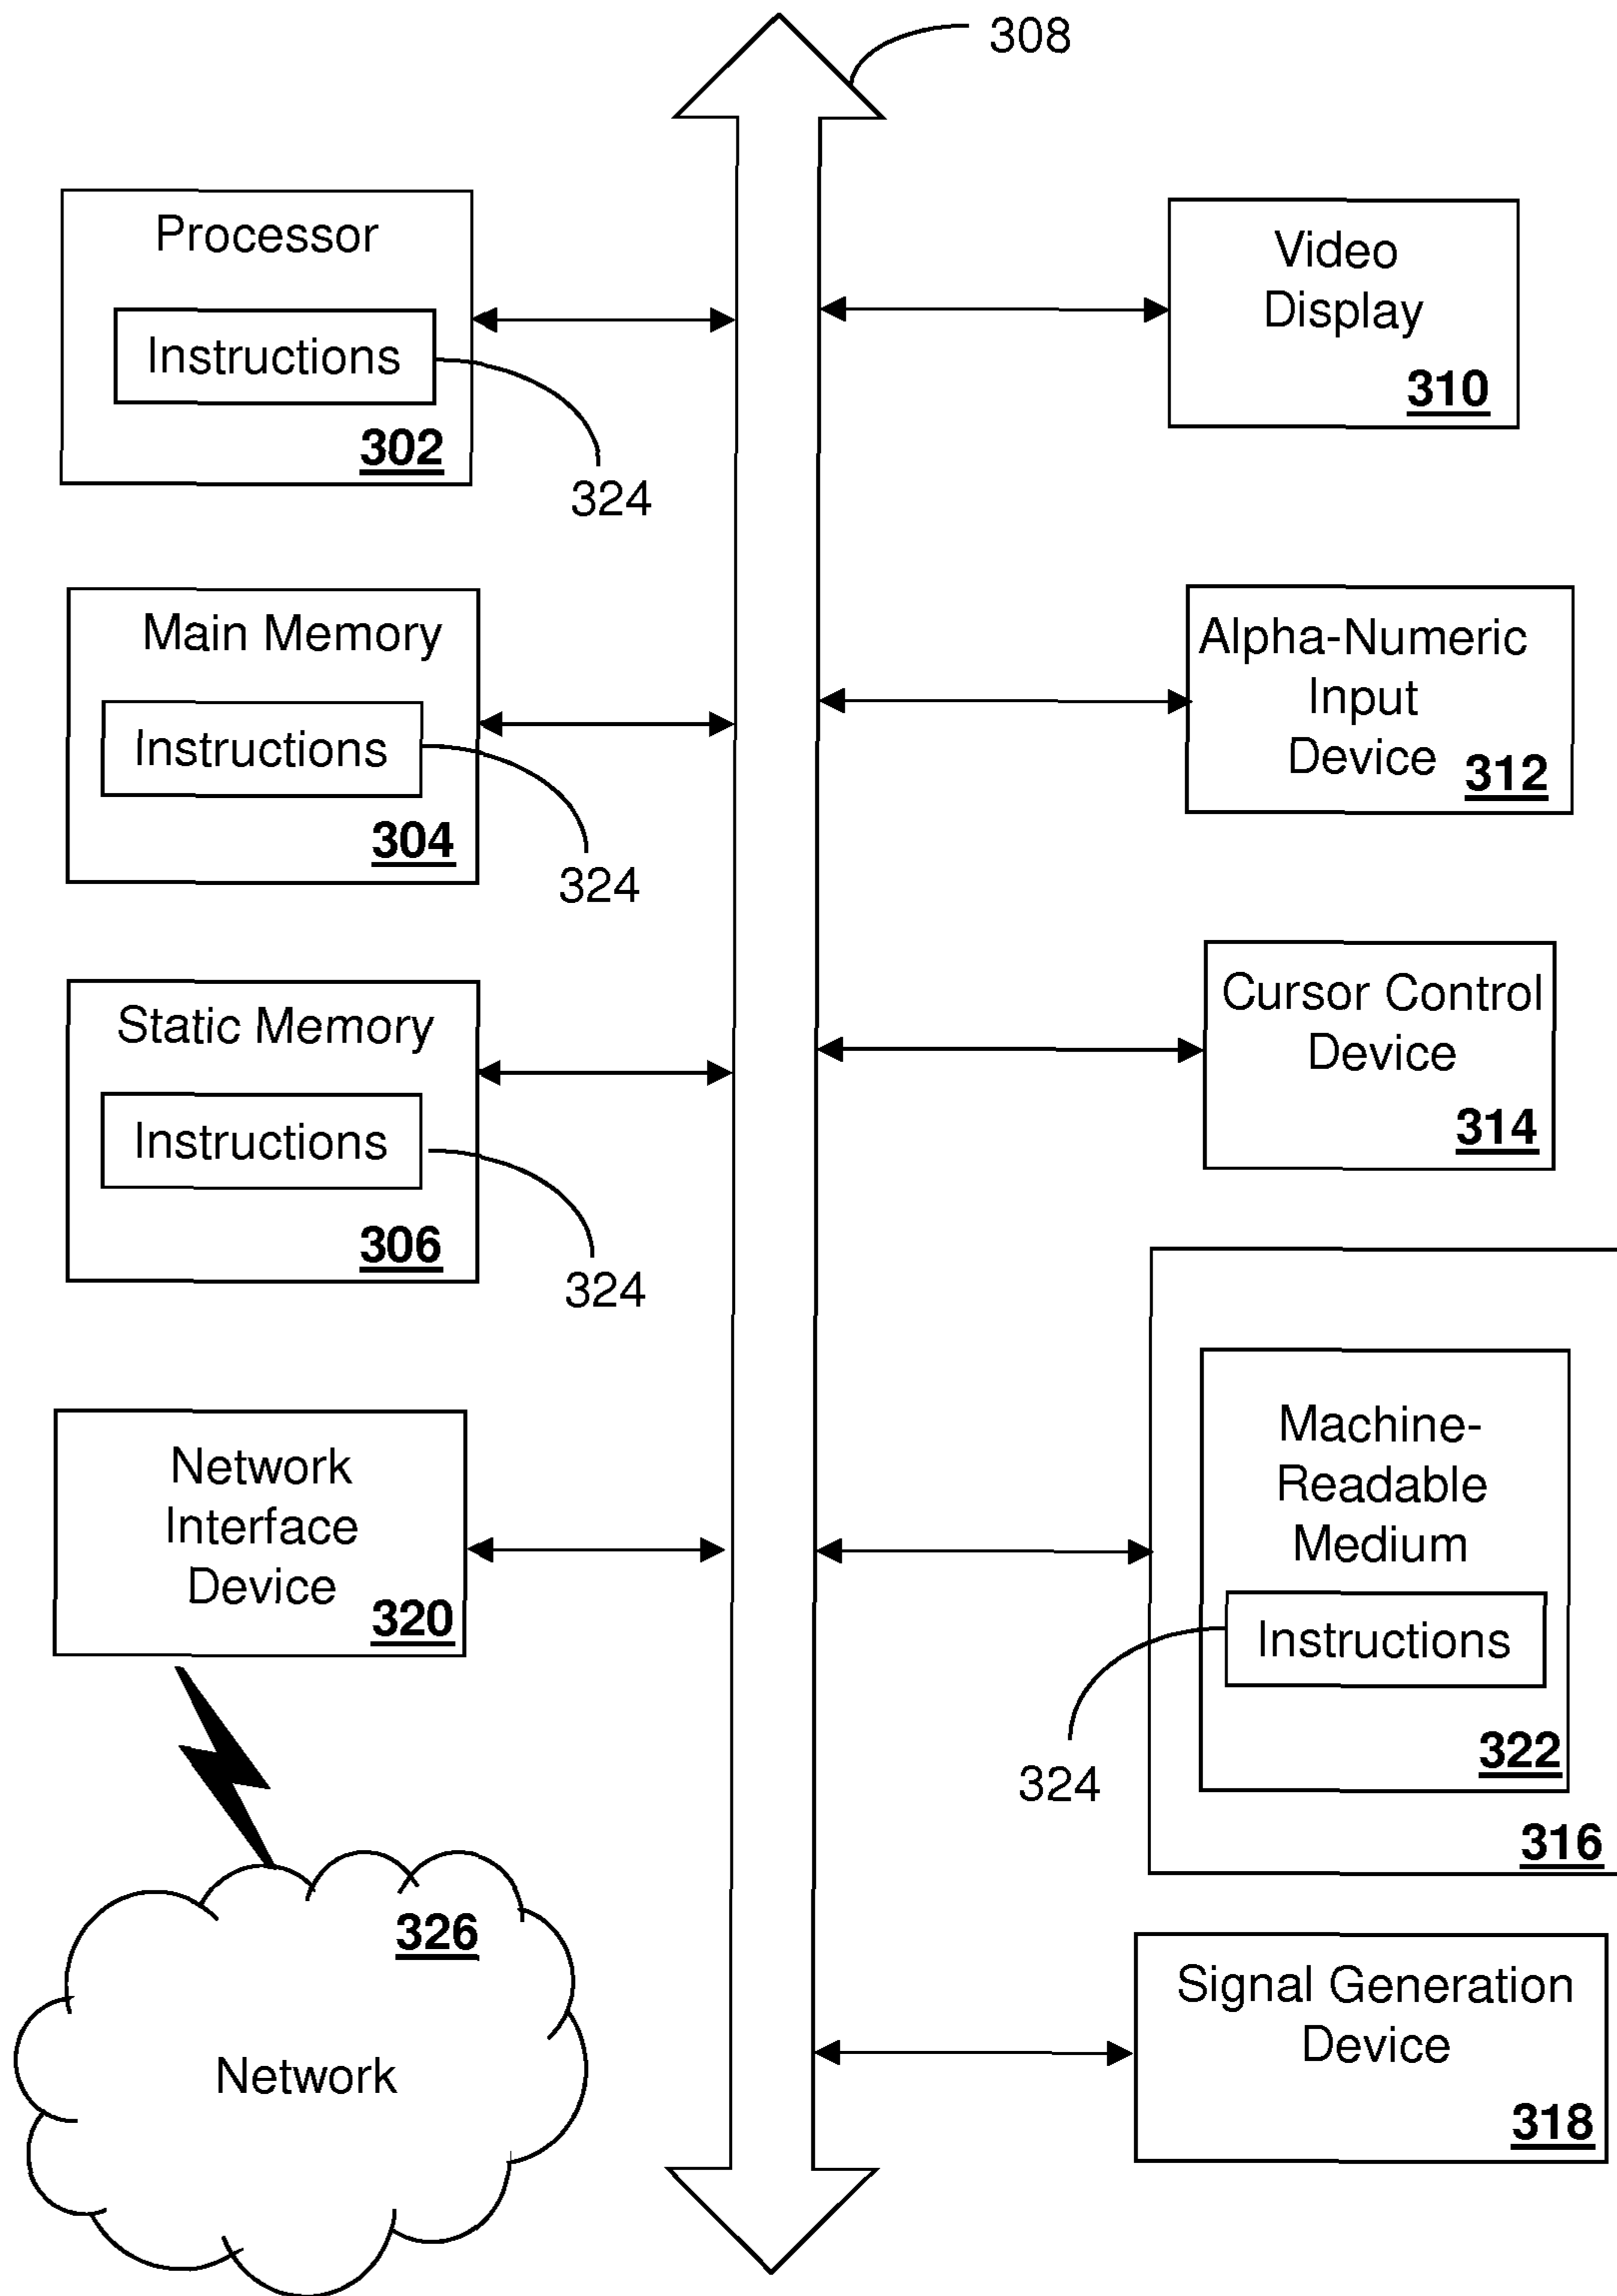 308
Processor
Instructions
302
324
Main Memory
Instructions
304
324
Static Memory
Instructions
306
324
Network
Interface
Device
320
326
Network
Video
Display
310
Alpha-Numeric
Input
Device
312
Cursor Control
Device
314
Machine-
Readable
Medium
Instructions
322
324
316
Signal Generation
Device
318